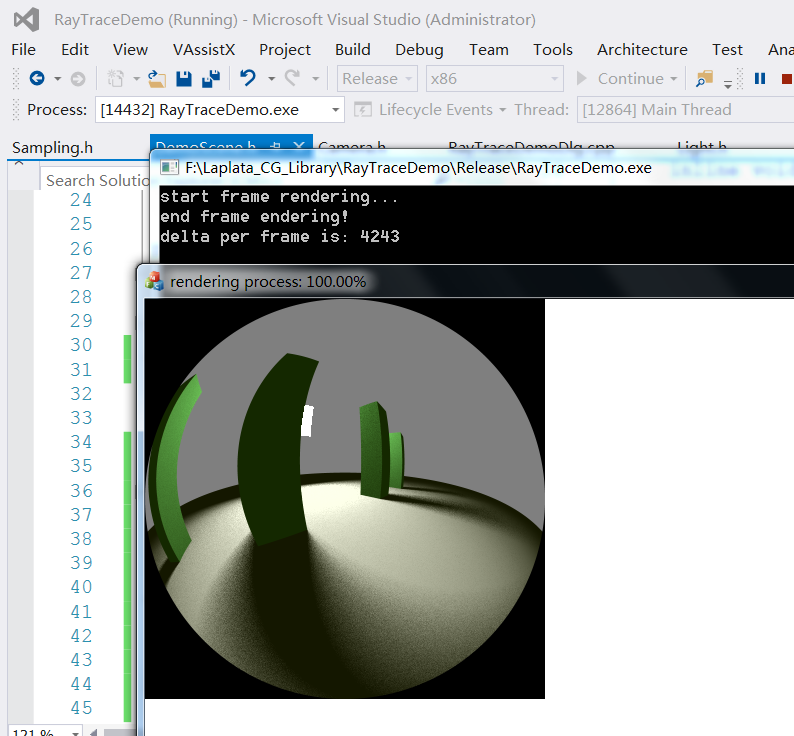 RayTraceDemo (Running) - Microsoft Visual Studio (Administrator)
File Edit View VAssistX Project Build Debug Team Tools Architecture Test Ana
Release x86 Continue
Process: [14432] RayTraceDemo.exe Lifecycle Events Thread: [12864] Main Thread
Sampling.h DemoScene.h Camera.h RayTraceDemoDlg.cpp Light.h
F:\Laplata_CG_Library\RayTraceDemo\Release\RayTraceDemo.exe
Search Solutio
start frame rendering...
end frame endering!
delta per frame is: 4243
rendering process: 100.00%
24
25
26
27
28
29
30
31
32
33
34
35
36
37
38
39
40
41
42
43
44
45
121 %